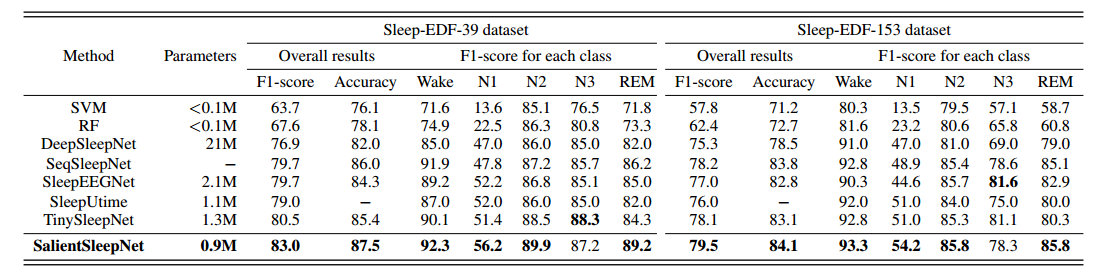 Sleep-EDF-39 dataset Sleep-EDF-153 dataset
Method Parameters Overall results F1-score for each class Overall results F1-score for each class
F1-score Accuracy Wake N1 N2 N3 REM F1-score Accuracy Wake N1 N2 N3 REM
SVM <0.1M 63.7 76.1 71.6 13.6 85.1 76.5 71.8 57.8 71.2 80.3 13.5 79.5 57.1 58.7
RF <0.1M 67.6 78.1 74.9 22.5 86.3 80.8 73.3 62.4 72.7 81.6 23.2 80.6 65.8 60.8
DeepSleepNet 21M 76.9 82.0 85.0 47.0 86.0 85.0 82.0 75.3 78.5 91.0 47.0 81.0 69.0 79.0
SeqSleepNet − 79.7 86.0 91.9 47.8 87.2 85.7 86.2 78.2 83.8 92.8 48.9 85.4 78.6 85.1
SleepEEGNet 2.1M 79.7 84.3 89.2 52.2 86.8 85.1 85.0 77.0 82.8 90.3 44.6 85.7 81.6 82.9
SleepUtime 1.1M 79.0 − 87.0 52.0 86.0 85.0 82.0 76.0 − 92.0 51.0 84.0 75.0 80.0
TinySleepNet 1.3M 80.5 85.4 90.1 51.4 88.5 88.3 84.3 78.1 83.1 92.8 51.0 85.3 81.1 80.3
SalientSleepNet 0.9M 83.0 87.5 92.3 56.2 89.9 87.2 89.2 79.5 84.1 93.3 54.2 85.8 78.3 85.8